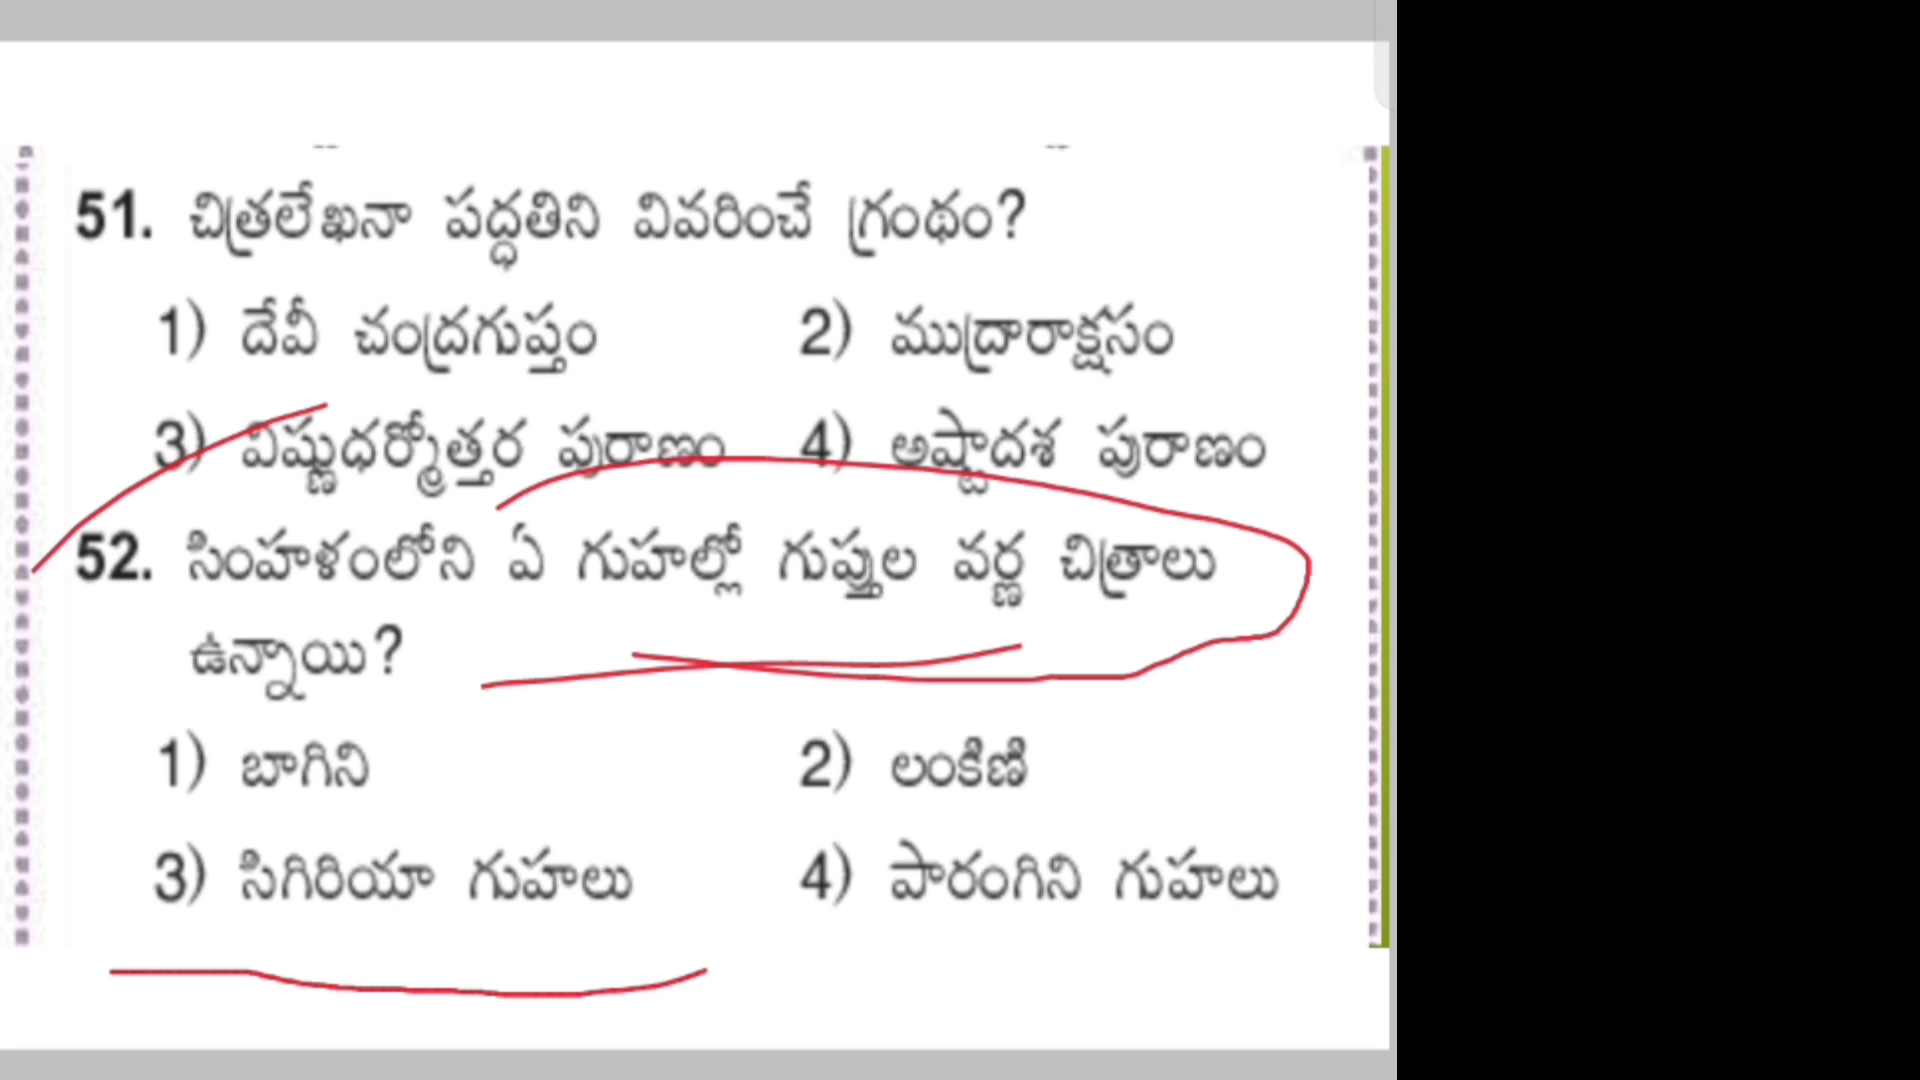 51. చిత్రలేఖనా పద్ధతిని వివరించే గ్రంథం?
1) దేవీ చంద్రగుప్తం 2) ముద్రారాక్షసం
3) విష్ణుధర్మోత్తర పురాణం 4) అష్టాదశ పురాణం
52. సింహళంలోని ఏ గుహల్లో గుప్తుల వర్ణ చిత్రాలు
ఉన్నాయి?
1) బాగిని 2) లంకిణి
3) సిగిరియా గుహలు 4) పారంగిని గుహలు